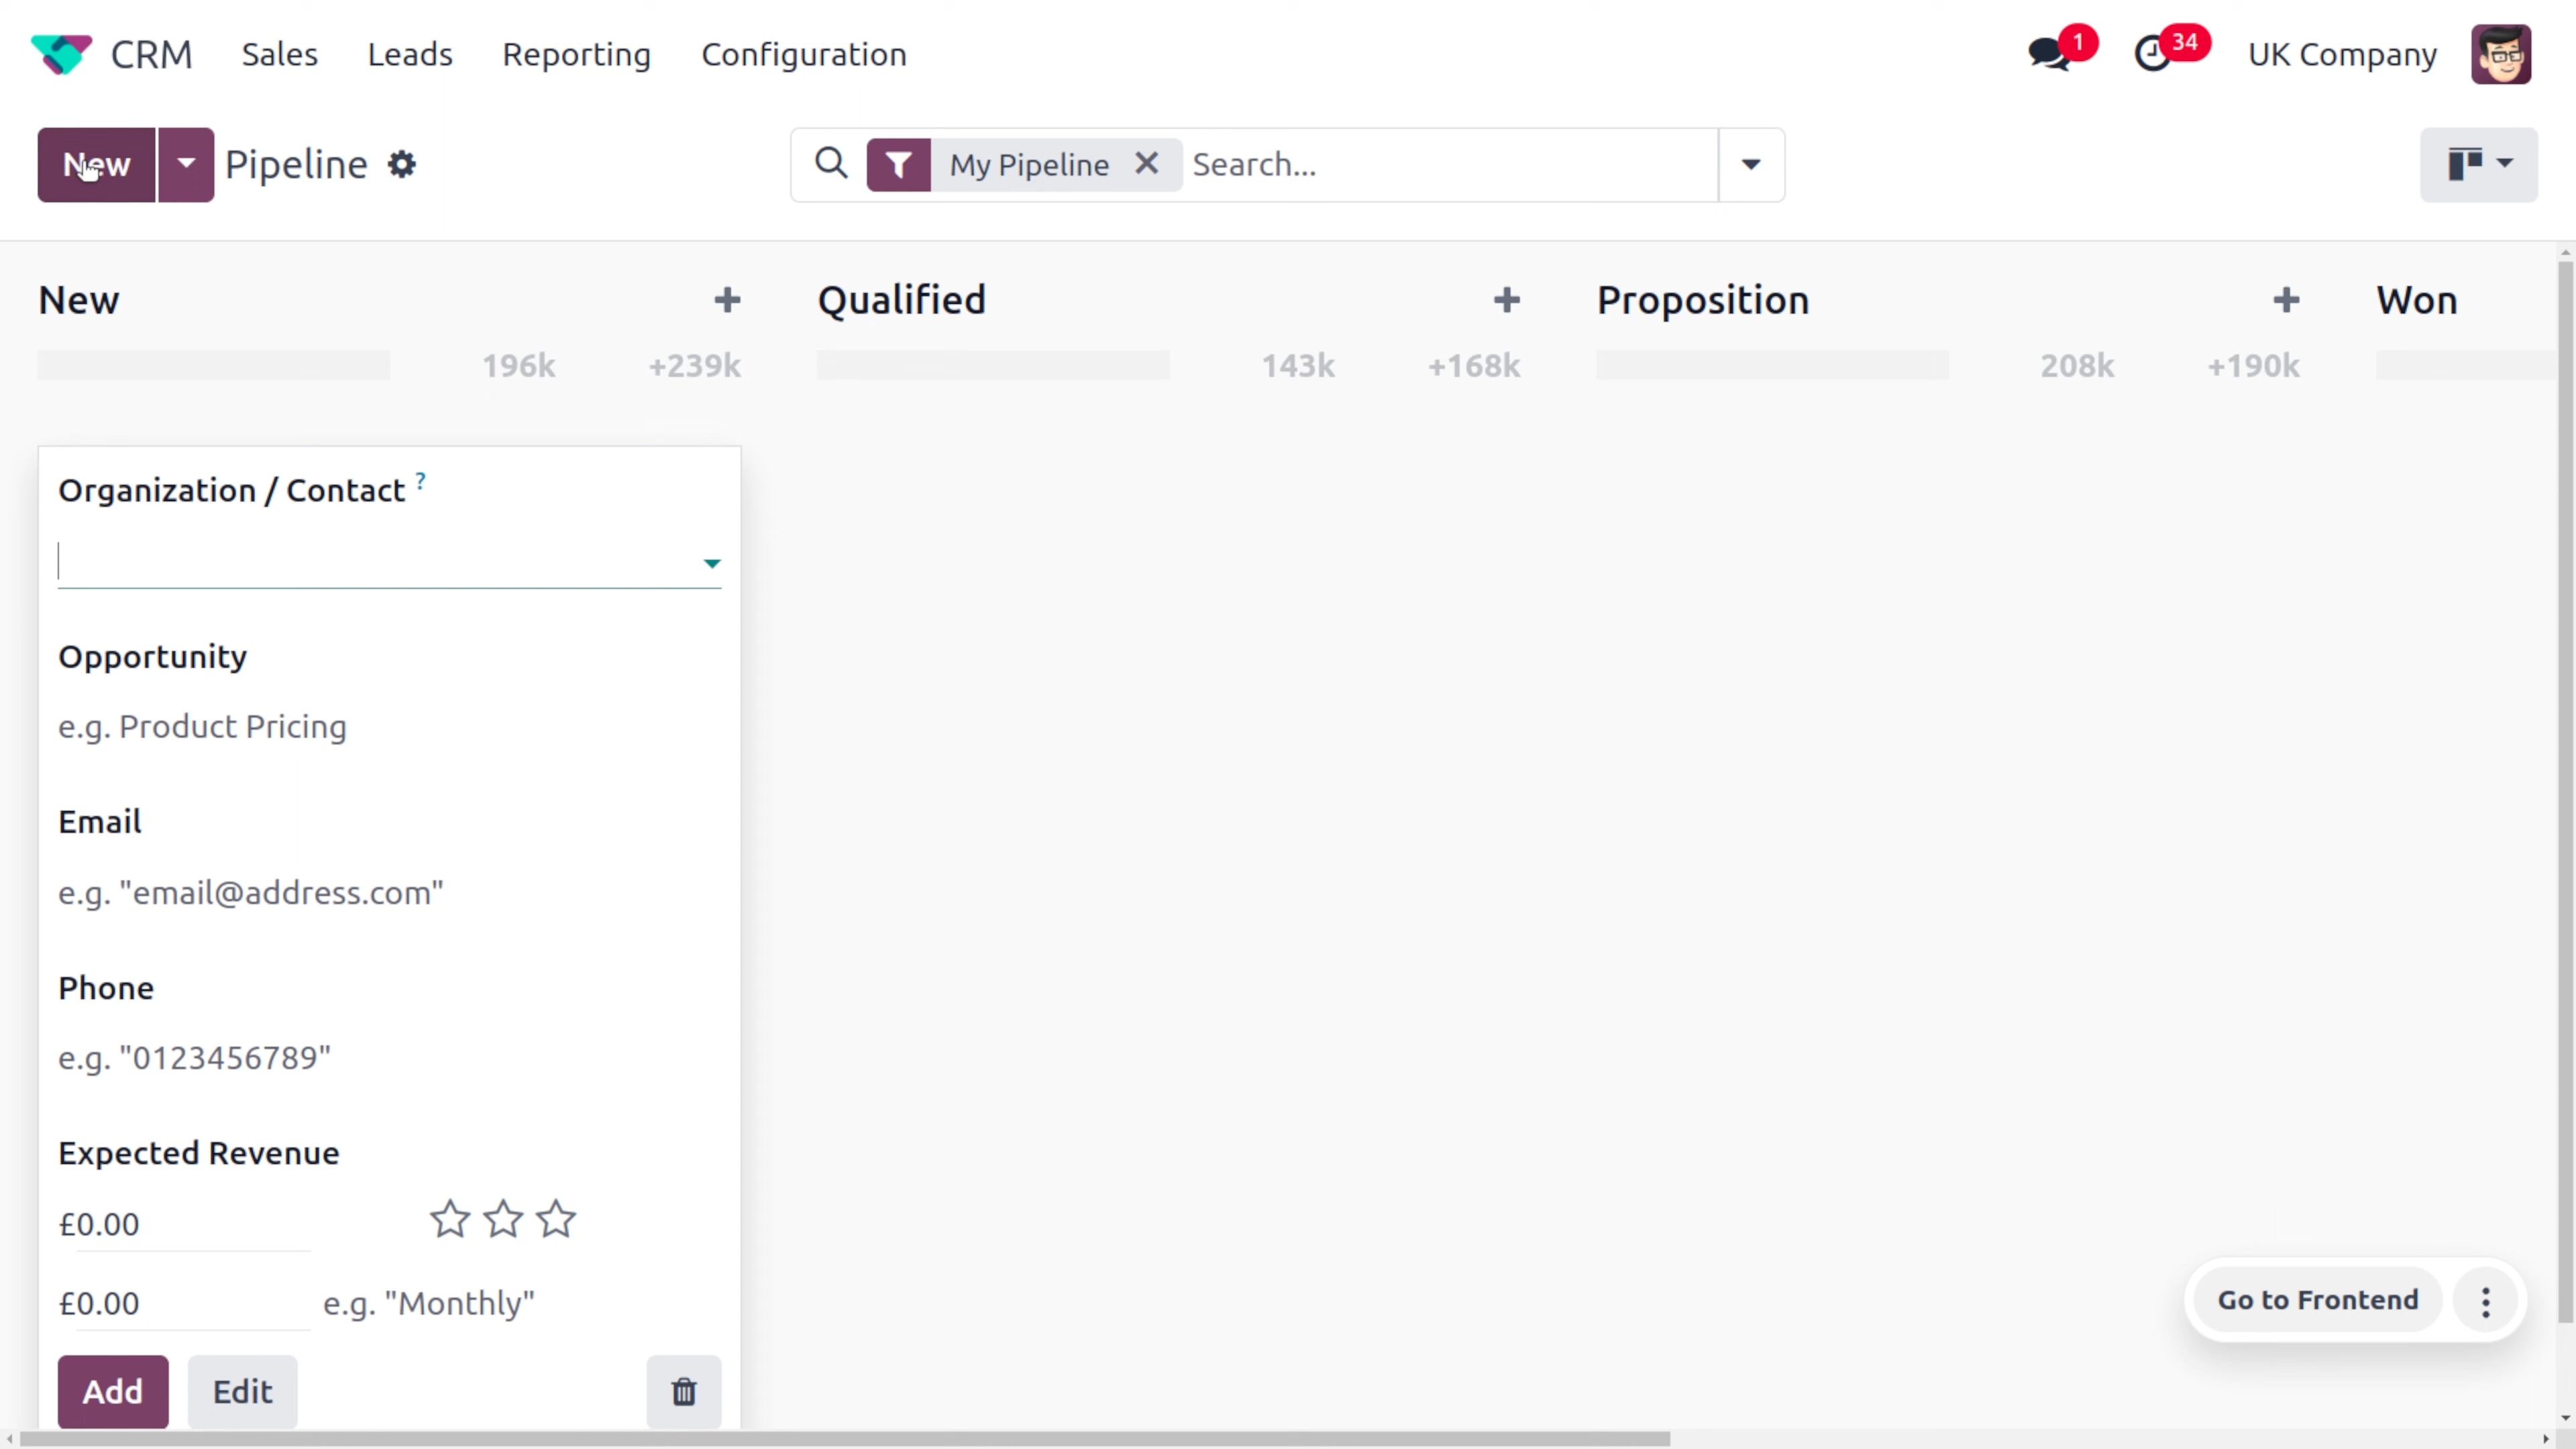 CRM Sales Leads Reporting Configuration 1 34 UK Company
New Pipeline My Pipeline Search...
New Qualified Proposition Won
196k +239k 143k +168k 208k +190k
Organization / Contact ?
Opportunity
e.g. Product Pricing
Email
e.g. "email@address.com"
Phone
e.g. "0123456789"
Expected Revenue
£0.00
£0.00 e.g. "Monthly"
Go to Frontend
Add Edit